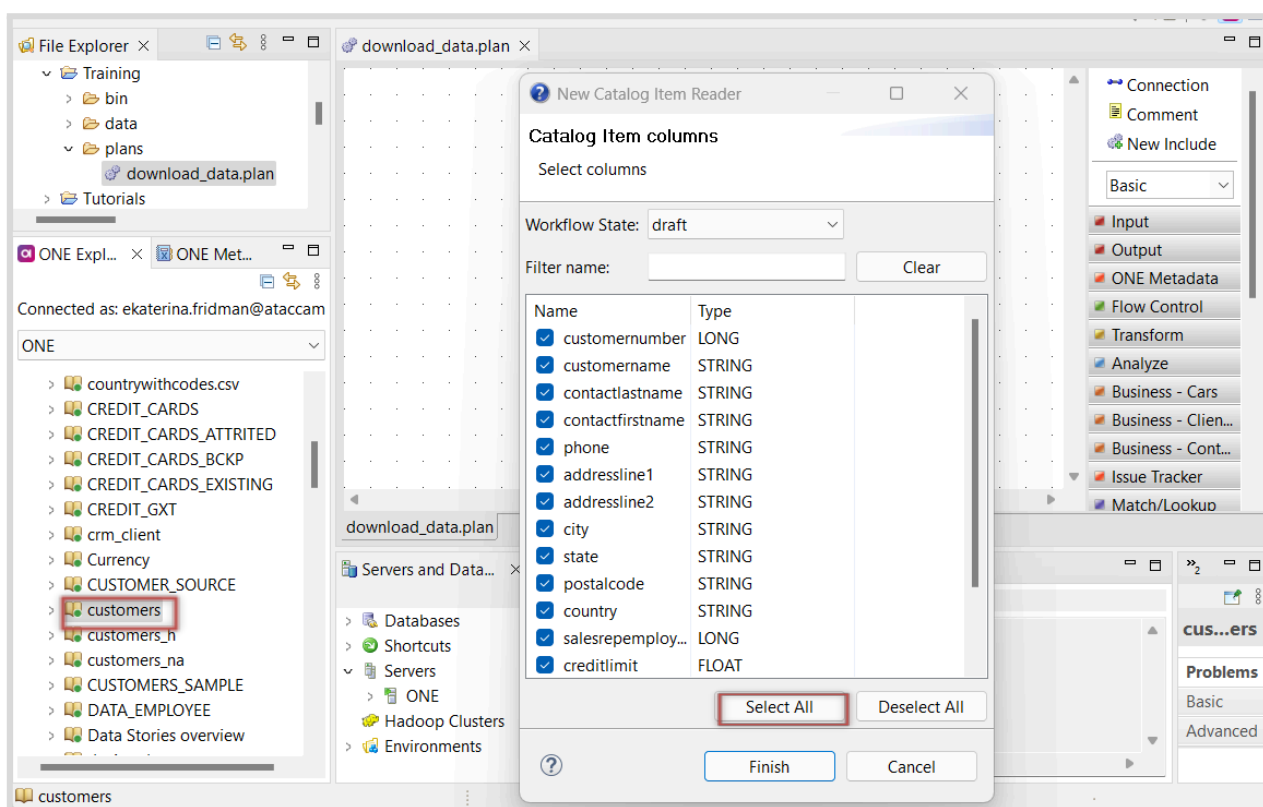 File Explorer
Training
bin
data
plans
download_data.plan
Tutorials
ONE Expl...
ONE Met...
Connected as: ekaterina.fridman@ataccam
ONE
countrywithcodes.csv
CREDIT_CARDS
CREDIT_CARDS_ATTRITED
CREDIT_CARDS_BCKP
CREDIT_CARDS_EXISTING
CREDIT_GXT
crm_client
Currency
CUSTOMER_SOURCE
customers
customers_h
customers_na
CUSTOMERS_SAMPLE
DATA_EMPLOYEE
Data Stories overview
customers
download_data.plan
download_data.plan
Servers and Data...
Databases
Shortcuts
Servers
ONE
Hadoop Clusters
Environments
New Catalog Item Reader
Catalog Item columns
Select columns
Workflow State: draft
Filter name: Clear
Name Type
customernumber LONG
customername STRING
contactlastname STRING
contactfirstname STRING
phone STRING
addressline1 STRING
addressline2 STRING
city STRING
state STRING
postalcode STRING
country STRING
salesrepemploy... LONG
creditlimit FLOAT
Select All Deselect All
Finish Cancel
Connection
Comment
New Include
Basic
Input
Output
ONE Metadata
Flow Control
Transform
Analyze
Business - Cars
Business - Clien...
Business - Cont...
Issue Tracker
Match/Lookup
»2
cus...ers
Problems
Basic
Advanced